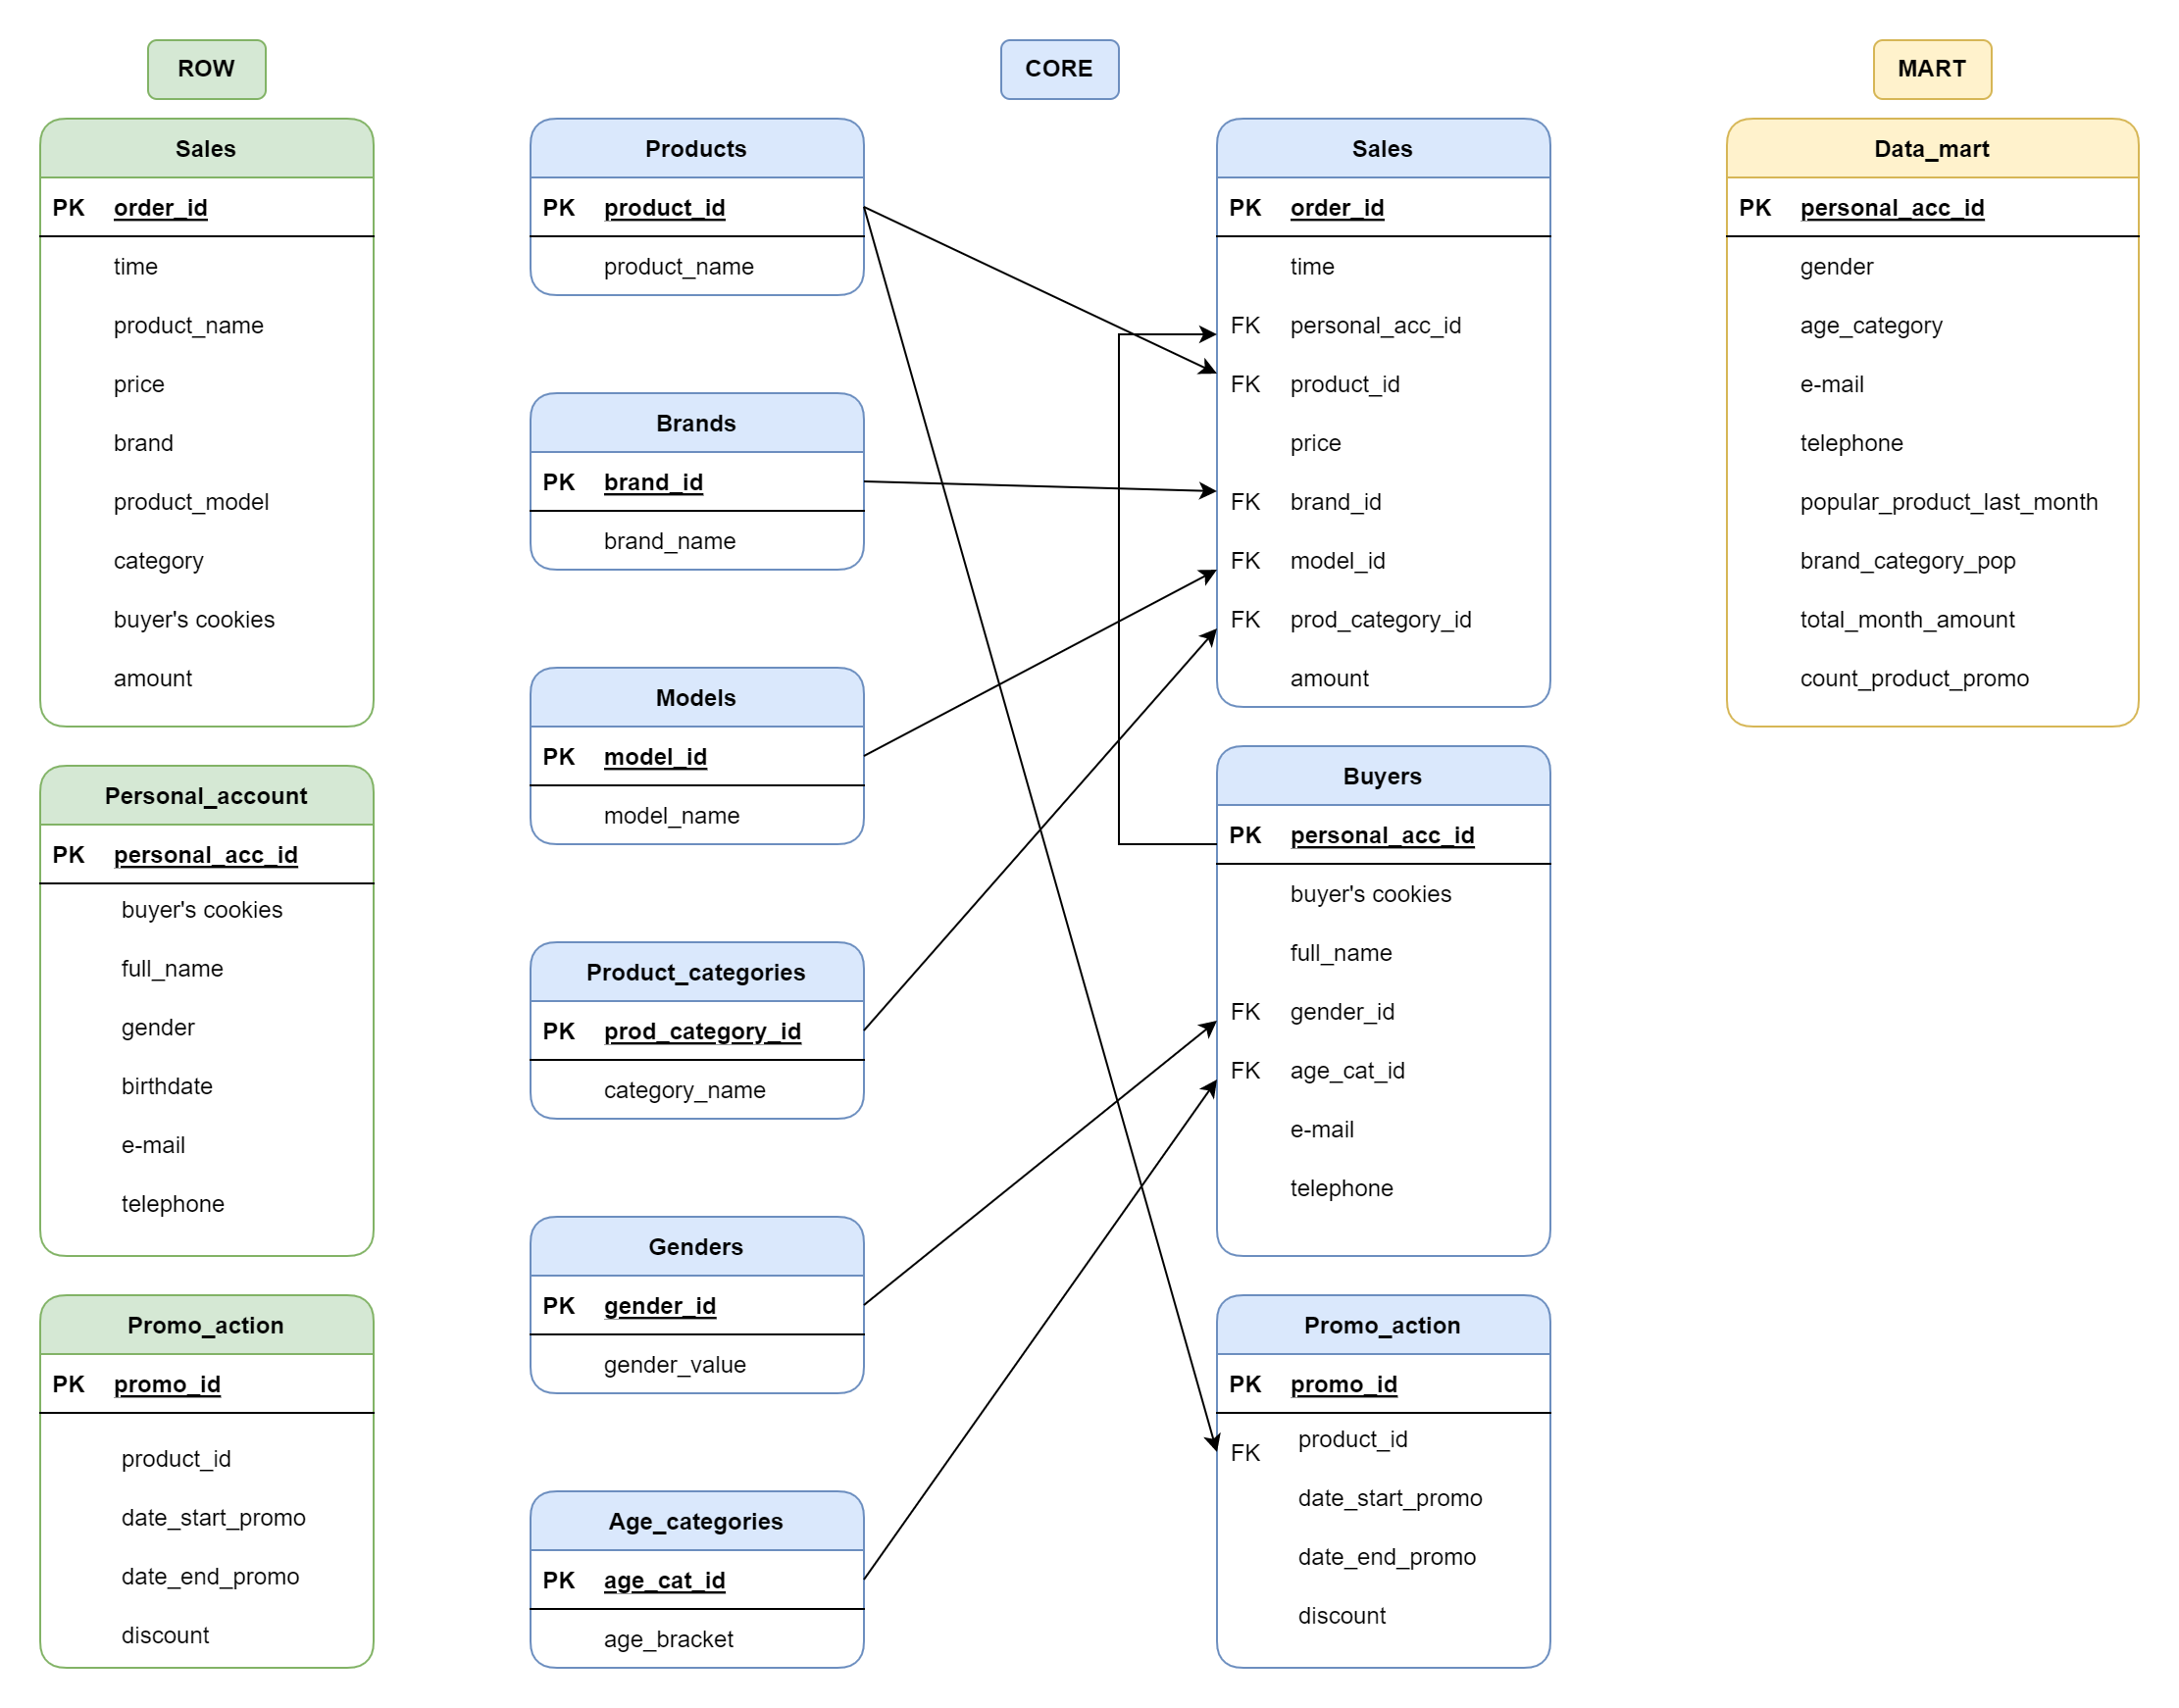 ROW
CORE
MART
Sales
PK order_id
time
product_name
price
brand
product_model
category
buyer's cookies
amount
Personal_account
PK personal_acc_id
buyer's cookies
full_name
gender
birthdate
e-mail
telephone
Promo_action
PK promo_id
product_id
date_start_promo
date_end_promo
discount
Products
PK product_id
product_name
Brands
PK brand_id
brand_name
Models
PK model_id
model_name
Product_categories
PK prod_category_id
category_name
Genders
PK gender_id
gender_value
Age_categories
PK age_cat_id
age_bracket
Sales
PK order_id
time
FK personal_acc_id
FK product_id
price
FK brand_id
FK model_id
FK prod_category_id
amount
Buyers
PK personal_acc_id
buyer's cookies
full_name
FK gender_id
FK age_cat_id
e-mail
telephone
Promo_action
PK promo_id
FK product_id
date_start_promo
date_end_promo
discount
Data_mart
PK personal_acc_id
gender
age_category
e-mail
telephone
popular_product_last_month
brand_category_pop
total_month_amount
count_product_promo